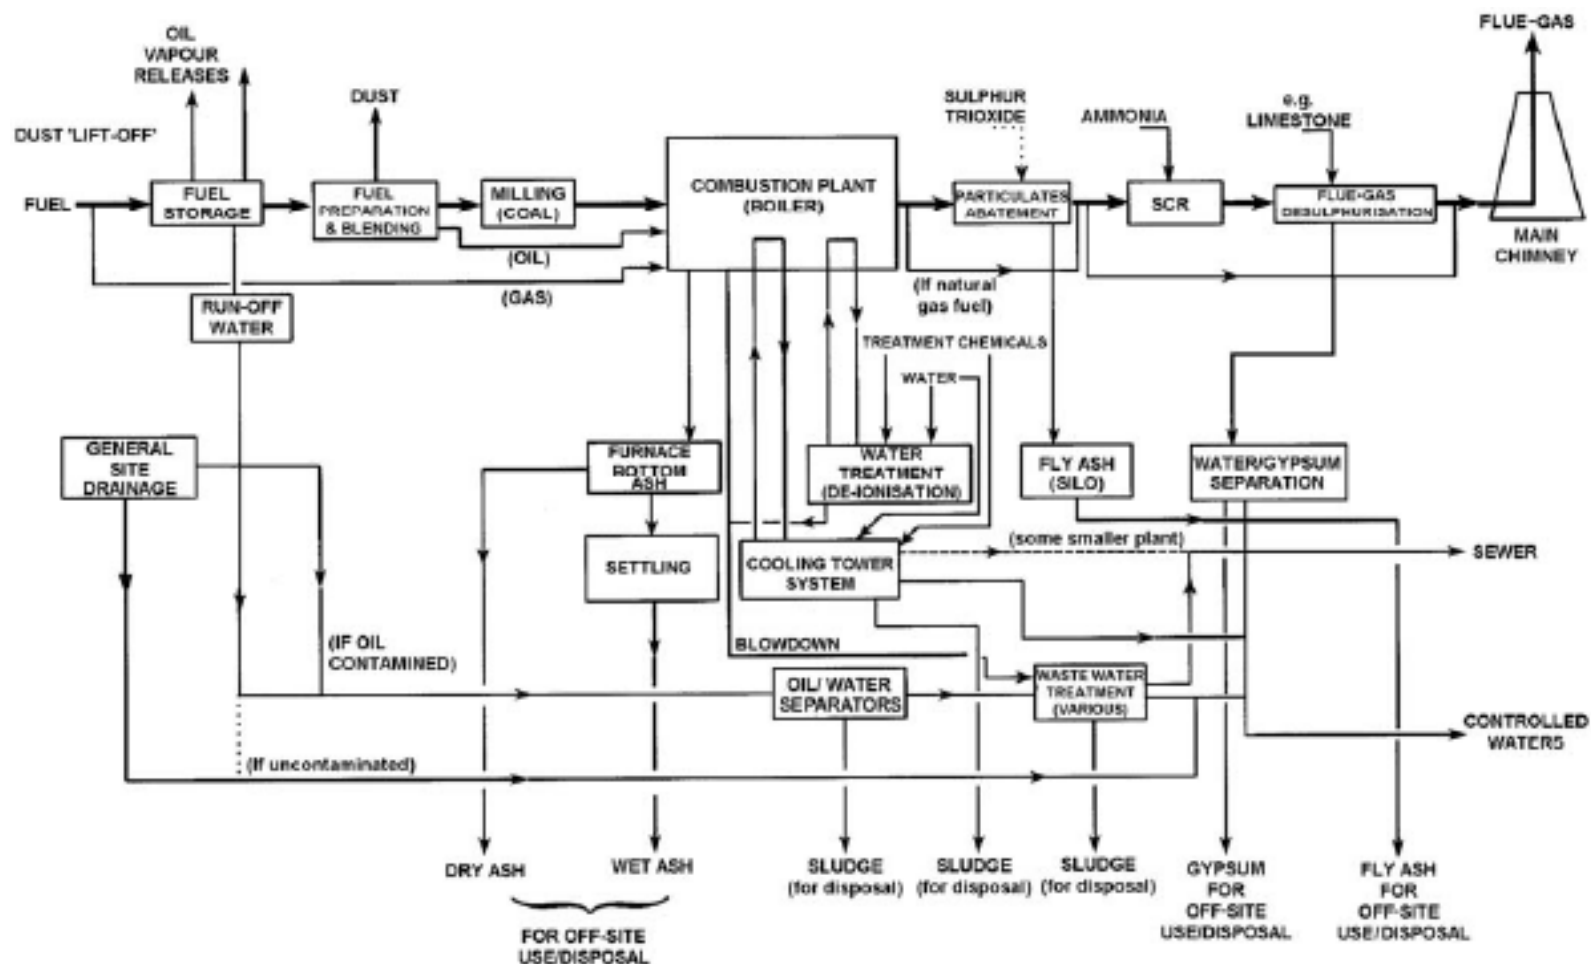 OIL
VAPOUR
RELEASES
DUST 'LIFT-OFF'
DUST
SULPHUR
TRIOXIDE
AMMONIA
e.g.
LIMESTONE
FLUE-GAS
FUEL
FUEL
STORAGE
FUEL
PREPARATION
& BLENDING
MILLING
(COAL)
COMBUSTION PLANT
(BOILER)
PARTICULATES
ABATEMENT
SCR
FLUE-GAS
DESULPHURISATION
MAIN
CHIMNEY
(OIL)
(GAS)
(If natural
gas fuel)
RUN-OFF
WATER
TREATMENT CHEMICALS
WATER
GENERAL
SITE
DRAINAGE
FURNACE
BOTTOM
ASH
WATER
TREATMENT
(DE-IONISATION)
FLY ASH
(SILO)
WATER/GYPSUM
SEPARATION
SETTLING
COOLING TOWER
SYSTEM
(some smaller plant)
SEWER
(IF OIL
CONTAMINED)
BLOWDOWN
OIL/ WATER
SEPARATORS
WASTE WATER
TREATMENT
(VARIOUS)
CONTROLLED
WATERS
(If uncontaminated)
DRY ASH
WET ASH
FOR OFF-SITE
USE/DISPOSAL
SLUDGE
(for disposal)
SLUDGE
(for disposal)
SLUDGE
(for disposal)
GYPSUM
FOR
OFF-SITE
USE/DISPOSAL
FLY ASH
FOR
OFF-SITE
USE/DISPOSAL